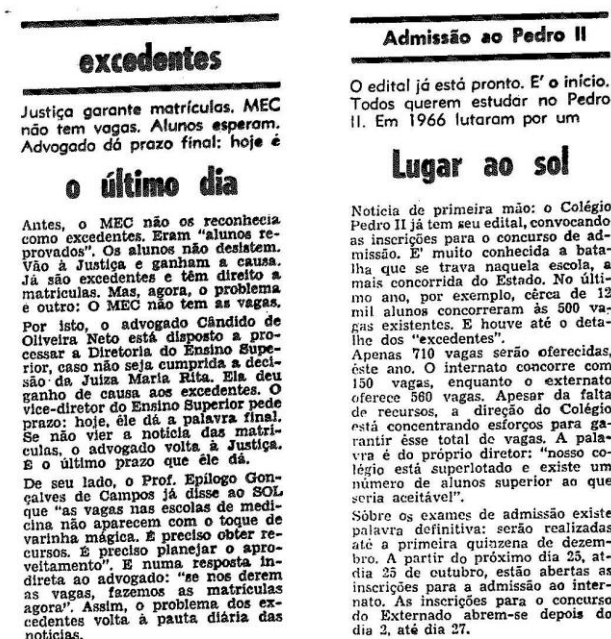 excedentes
Justiça garante matrículas. MEC
não tem vagas. Alunos esperam.
Advogado dá prazo final: hoje é
o último dia
Antes, o MEC não os reconhecia
como excedentes. Eram “alunos re-
provados”. Os alunos não desistem.
Vão à Justiça e ganham a causa.
Já são excedentes e têm direito a
matriculas. Mas, agora, o problema
e outro: O MEC não tem as vagas.
Por isto, o advogado Cândido de
Oliveira Neto está disposto a pro-
cessar a Diretoria do Ensino Supe-
rior, caso não seja cumprida a deci-
são da Juiza Maria Rita. Ela deu
ganho de causa aos excedentes. O
vice-diretor do Ensino Superior pede
prazo: hoje, êle dá a palavra final.
Se não vier a noticia das matri-
culas, o advogado volta à Justiça.
É o último prazo que êle dá.
De seu lado, o Prof. Epílogo Gon-
çalves de Campos já disse ao SOL
que “as vagas nas escolas de medi-
cina não aparecem com o toque de
varinha mágica. É preciso obter re-
cursos. É preciso planejar o apro-
veitamento”. E numa resposta in-
direta ao advogado: “se nos derem
as vagas, fazemos as matrículas
agora”. Assim, o problema dos ex-
cedentes volta à pauta diária das
notícias.
Admissão ao Pedro II
O edital já está pronto. E' o início.
Todos querem estudar no Pedro
II. Em 1966 lutaram por um
Lugar ao sol
Noticia de primeira mão: o Colégio
Pedro II já tem seu edital, convocando
as inscrições para o concurso de ad-
missão. E' muito conhecida a bata-
lha que se trava naquela escola, a
mais concorrida do Estado. No últi-
mo ano, por exemplo, cêrca de 12
mil alunos concorreram às 500 va-
gas existentes. E houve até o deta-
lhe dos “excedentes”.
Apenas 710 vagas serão oferecidas,
êste ano. O internato concorre com
150 vagas, enquanto o externato
oferece 560 vagas. Apesar da falta
de recursos, a direção do Colégio
está concentrando esforços para ga-
rantir êsse total de vagas. A pala-
vra é do próprio diretor: “nosso co-
légio está superlotado e existe um
número de alunos superior ao que
seria aceitável”.
Sôbre os exames de admissão existe
palavra definitiva: serão realizadas
até a primeira quinzena de dezem-
bro. A partir do próximo dia 25, at-
dia 25 de outubro, estão abertas as
inscrições para a admissão ao inter-
nato. As inscrições para o concurso
do Externado abrem-se depois do
dia 2, até dia 27.